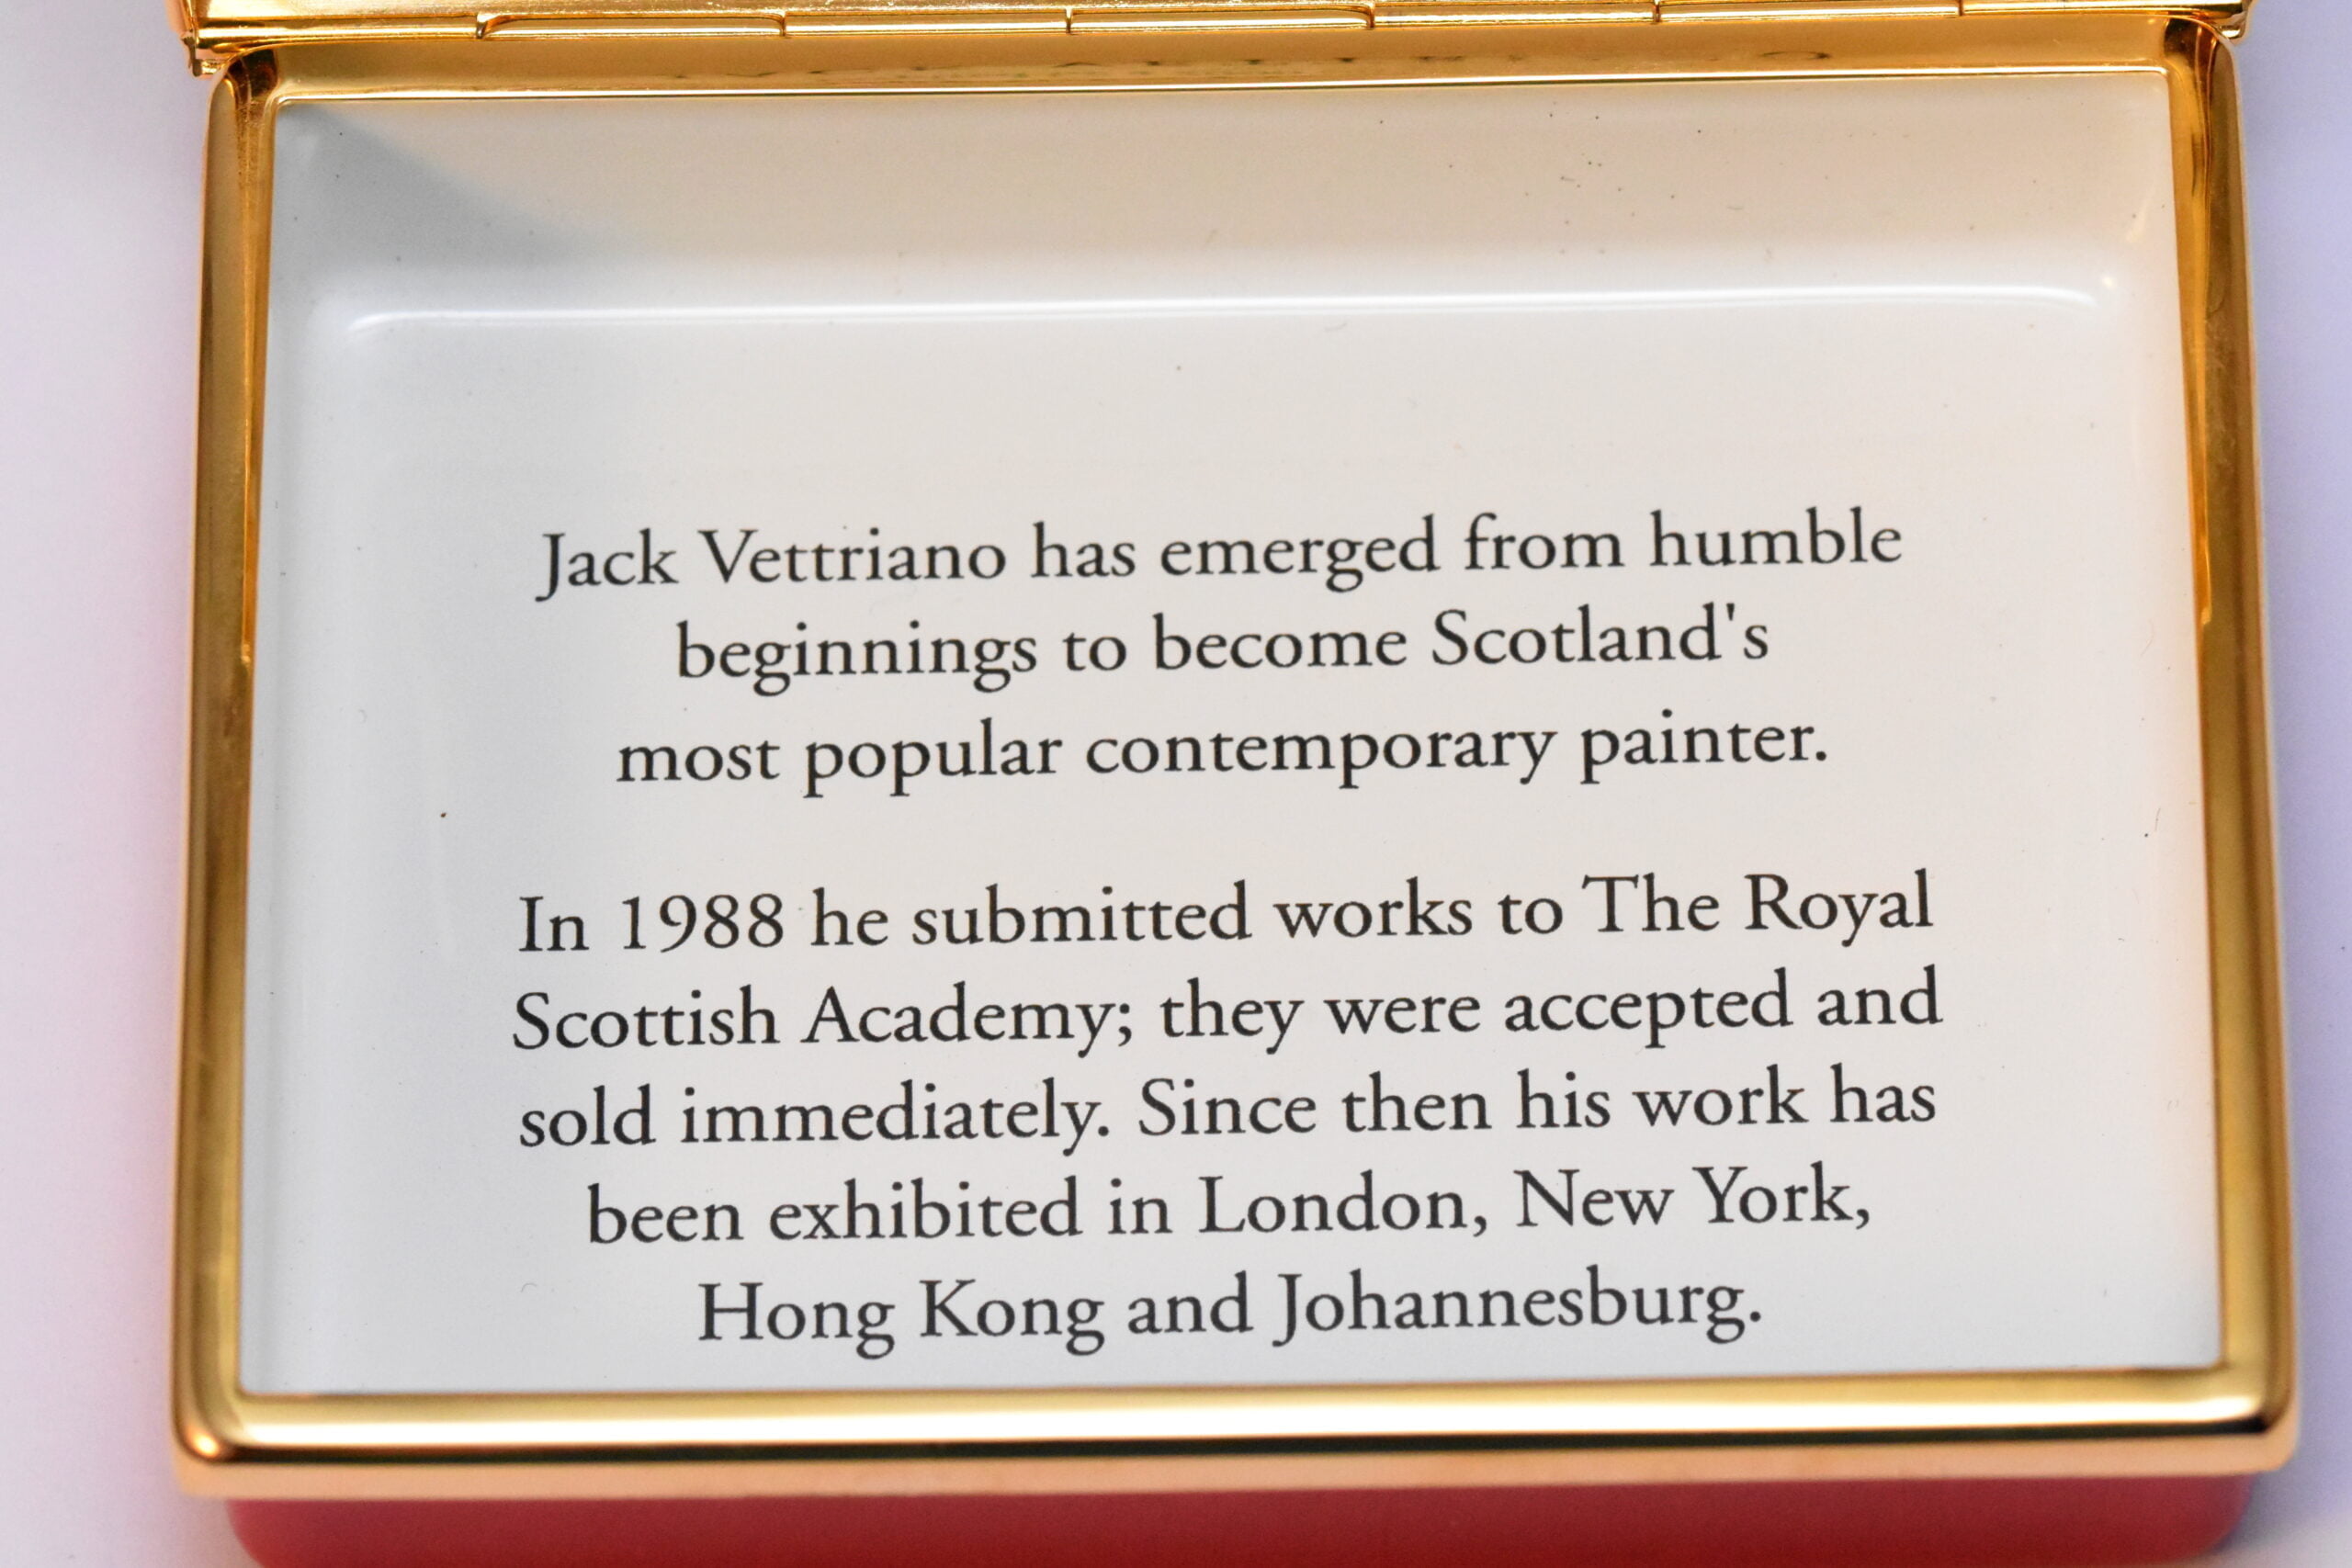 Jack Vettriano has emerged from humble
beginnings to become Scotland's
most popular contemporary painter.
In 1988 he submitted works to The Royal
Scottish Academy; they were accepted and
sold immediately. Since then his work has
been exhibited in London, New York,
Hong Kong and Johannesburg.